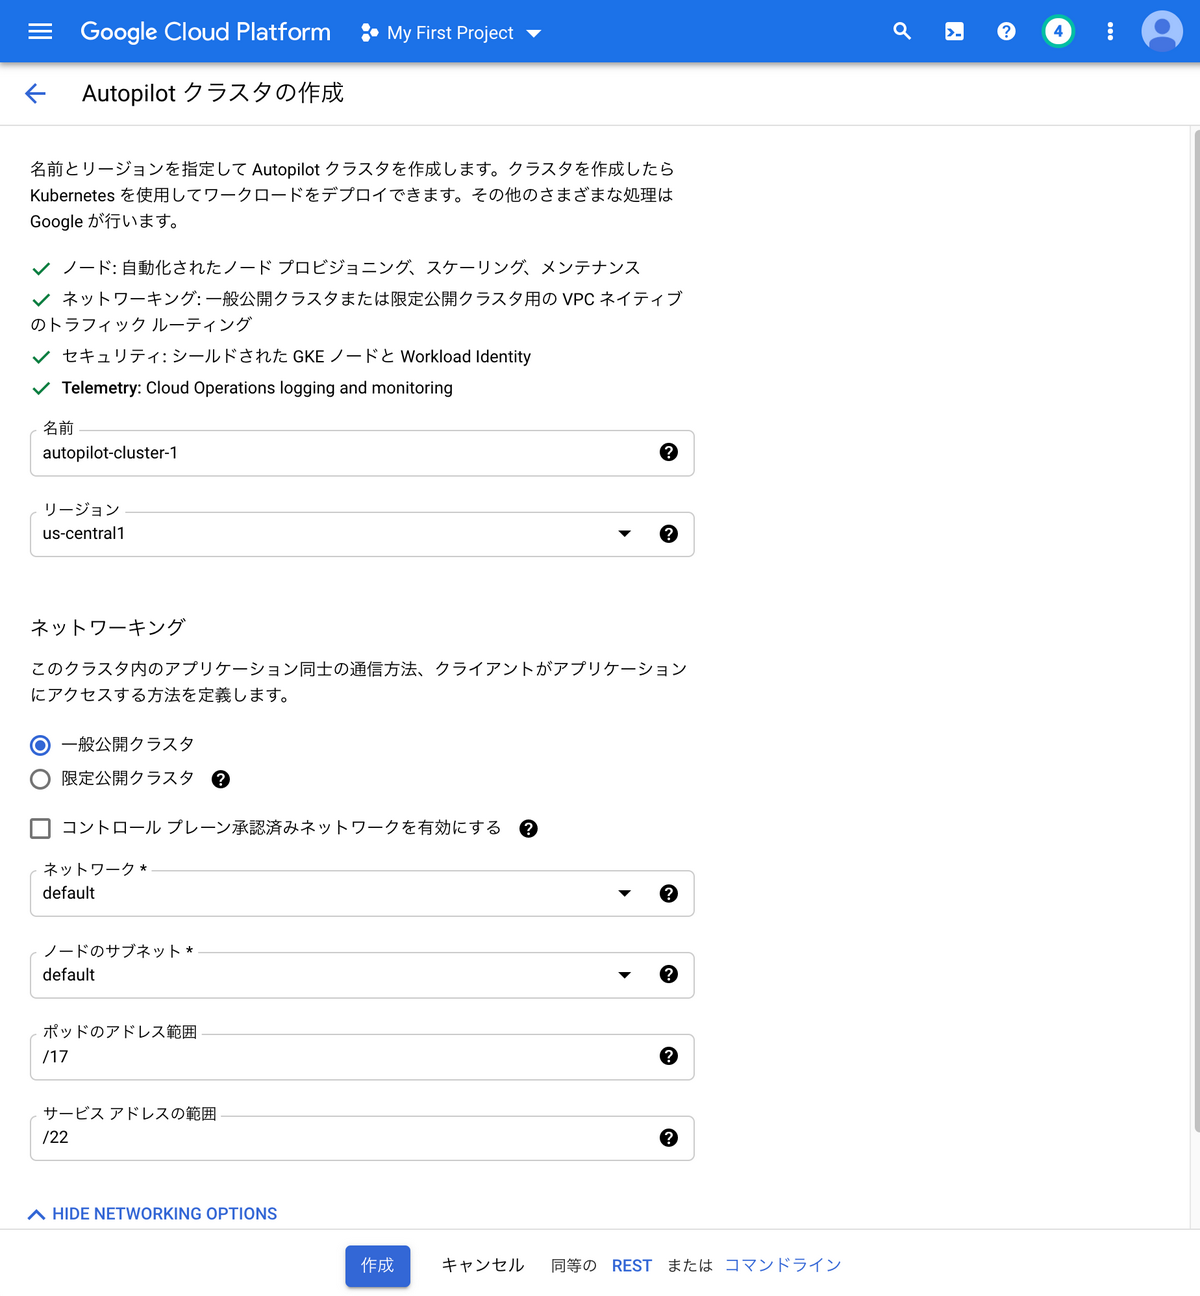 Google Cloud Platform
My First Project
4
Autopilot クラスタの作成
名前とリージョンを指定して Autopilot クラスタを作成します。クラスタを作成したら
Kubernetes を使用してワークロードをデプロイできます。その他のさまざまな処理は
Google が行います。
ノード: 自動化されたノード プロビジョニング、スケーリング、メンテナンス
ネットワーキング: 一般公開クラスタまたは限定公開クラスタ用の VPC ネイティブ
のトラフィック ルーティング
セキュリティ: シールドされた GKE ノードと Workload Identity
Telemetry: Cloud Operations logging and monitoring
名前
autopilot-cluster-1
リージョン
us-central1
ネットワーキング
このクラスタ内のアプリケーション同士の通信方法、クライアントがアプリケーション
にアクセスする方法を定義します。
一般公開クラスタ
限定公開クラスタ
コントロール プレーン承認済みネットワークを有効にする
ネットワーク *
default
ノードのサブネット *
default
ポッドのアドレス範囲
/17
サービス アドレスの範囲
/22
HIDE NETWORKING OPTIONS
作成 キャンセル 同等の REST または コマンドライン